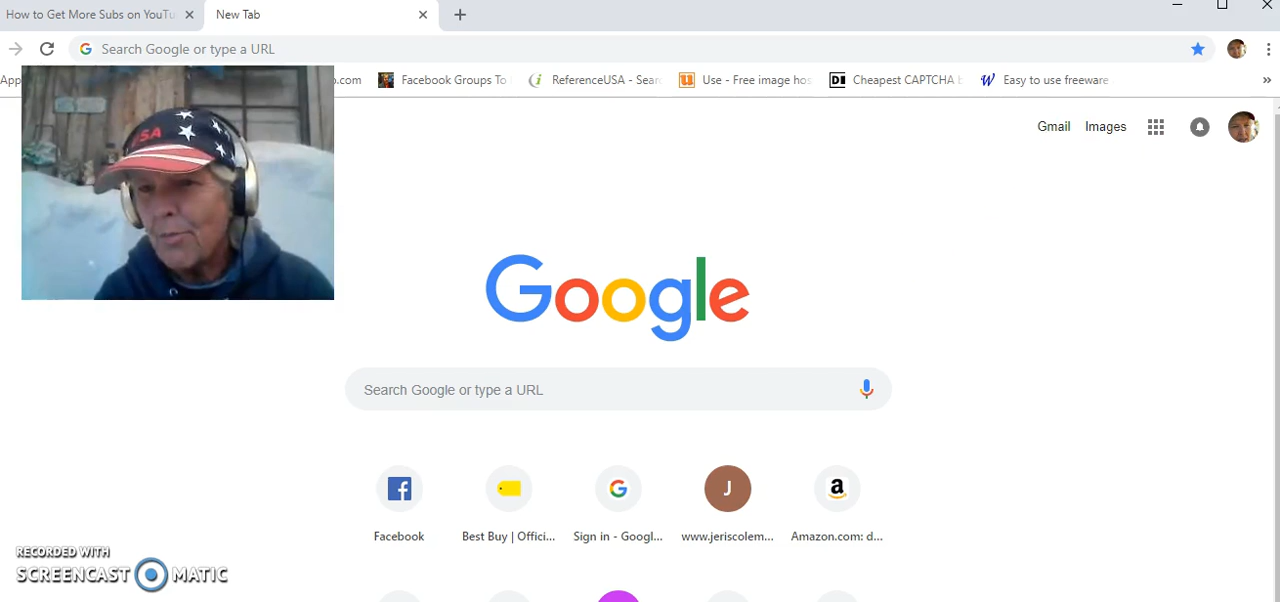 How to Get More Subs on YouTu
New Tab
Search Google or type a URL
App
o.com
Facebook Groups To
ReferenceUSA - Sear
Use - Free image hos
Cheapest CAPTCHA b
Easy to use freeware
»
USA
Gmail
Images
Google
Search Google or type a URL
J
a
Facebook
Best Buy | Offici...
Sign in - Googl...
www.jeriscolem...
Amazon.com: d...
RECORDED WITH
SCREENCAST MATIC